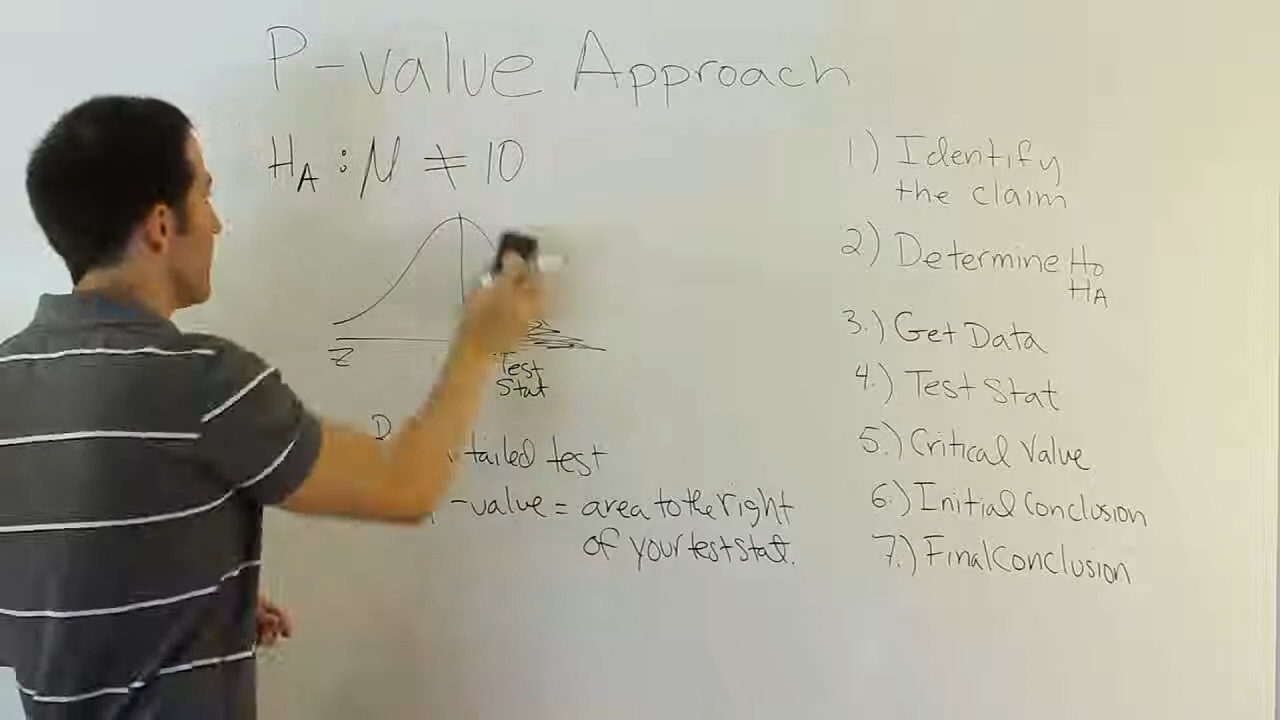 P-value Approach
HA : μ ≠ 10
Z
Test
Stat
D
tailed test
-value = area to the right
of your test stat.
1) Identify
the claim
2) Determine Ho
HA
3.) Get Data
4.) Test Stat
5.) Critical Value
6.) Initial Conclusion
7.) Final Conclusion